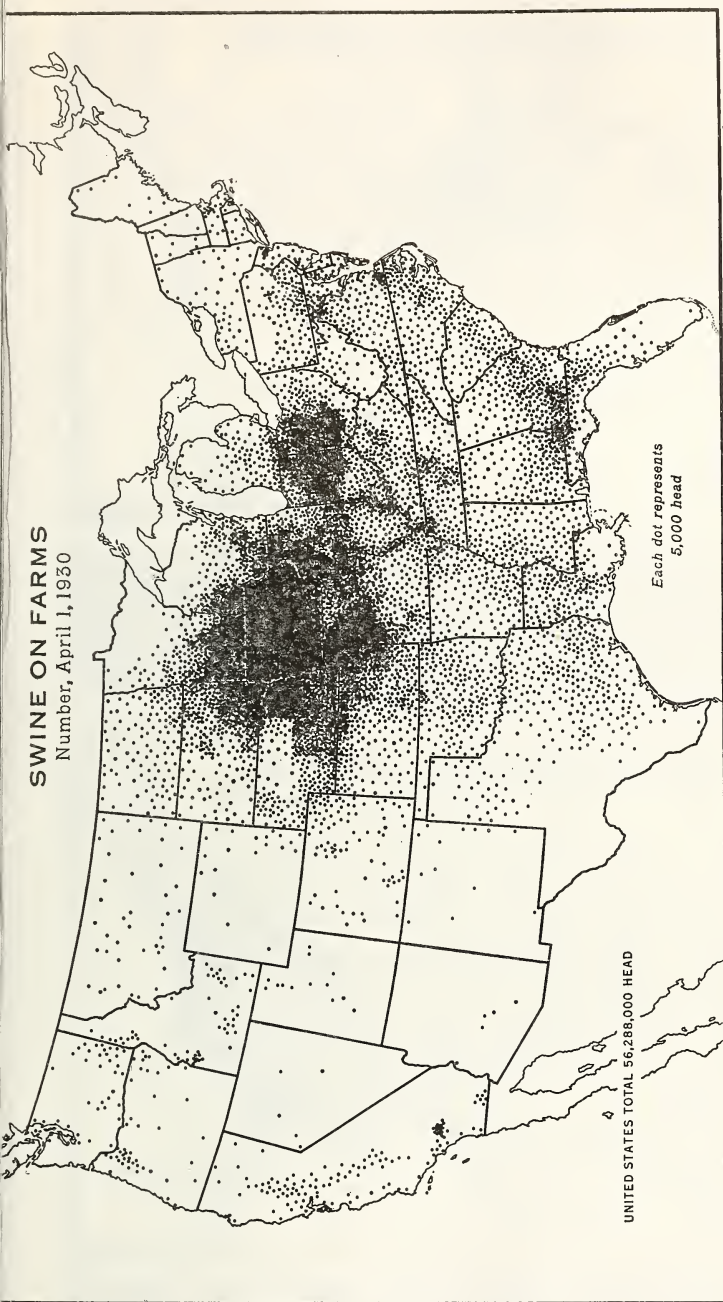 SWINE ON FARMS
Number, April 1, 1930
Each dot represents
5,000 head
UNITED STATES TOTAL 56,288,000 HEAD